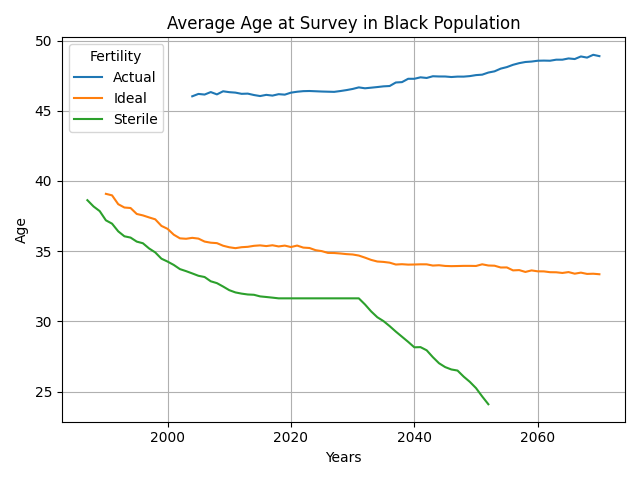 Average Age at Survey in Black Population
Fertility
Actual
Ideal
Sterile
50
45
40
35
30
25
Age
2000
2020
2040
2060
Years